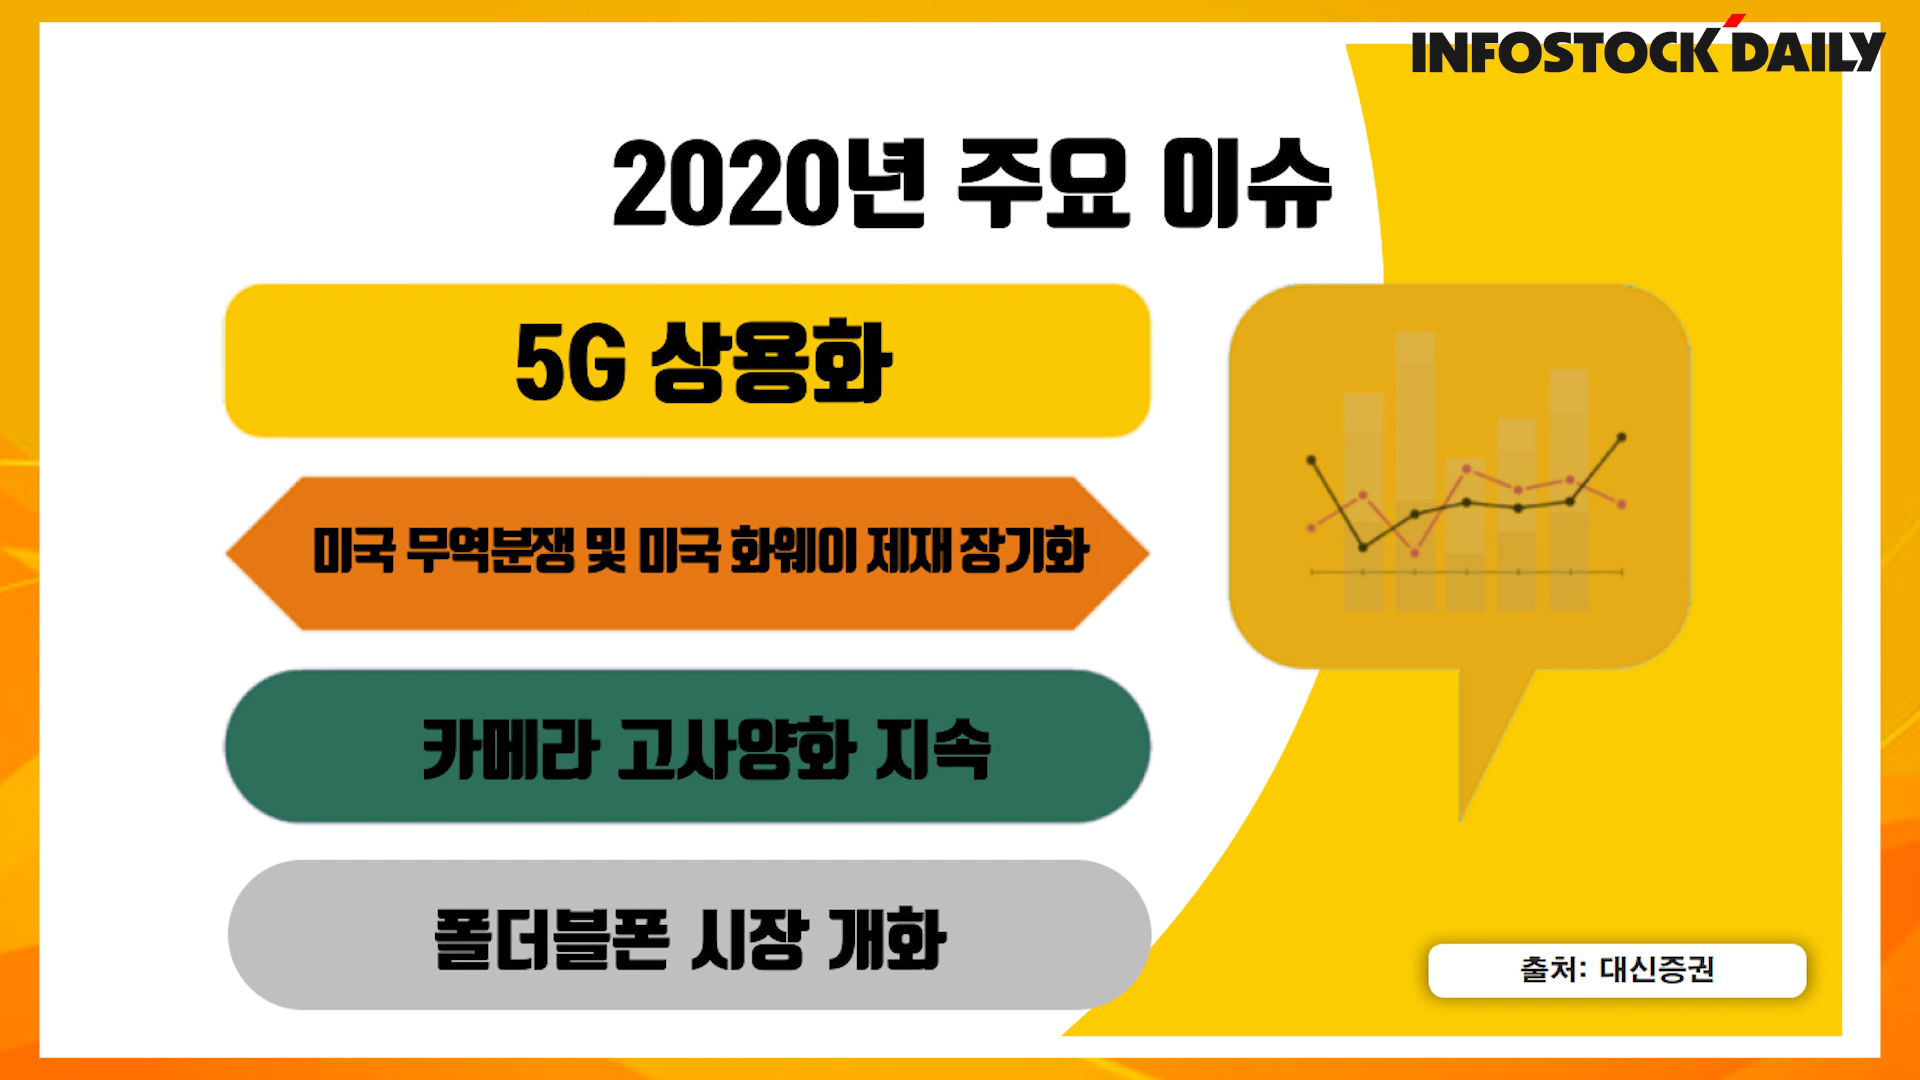 INFOSTOCK DAILY
2020년 주요 이슈
5G 상용화
미국 무역분쟁 및 미국 화웨이 제재 장기화
카메라 고사양화 지속
폴더블폰 시장 개화
출처: 대신증권